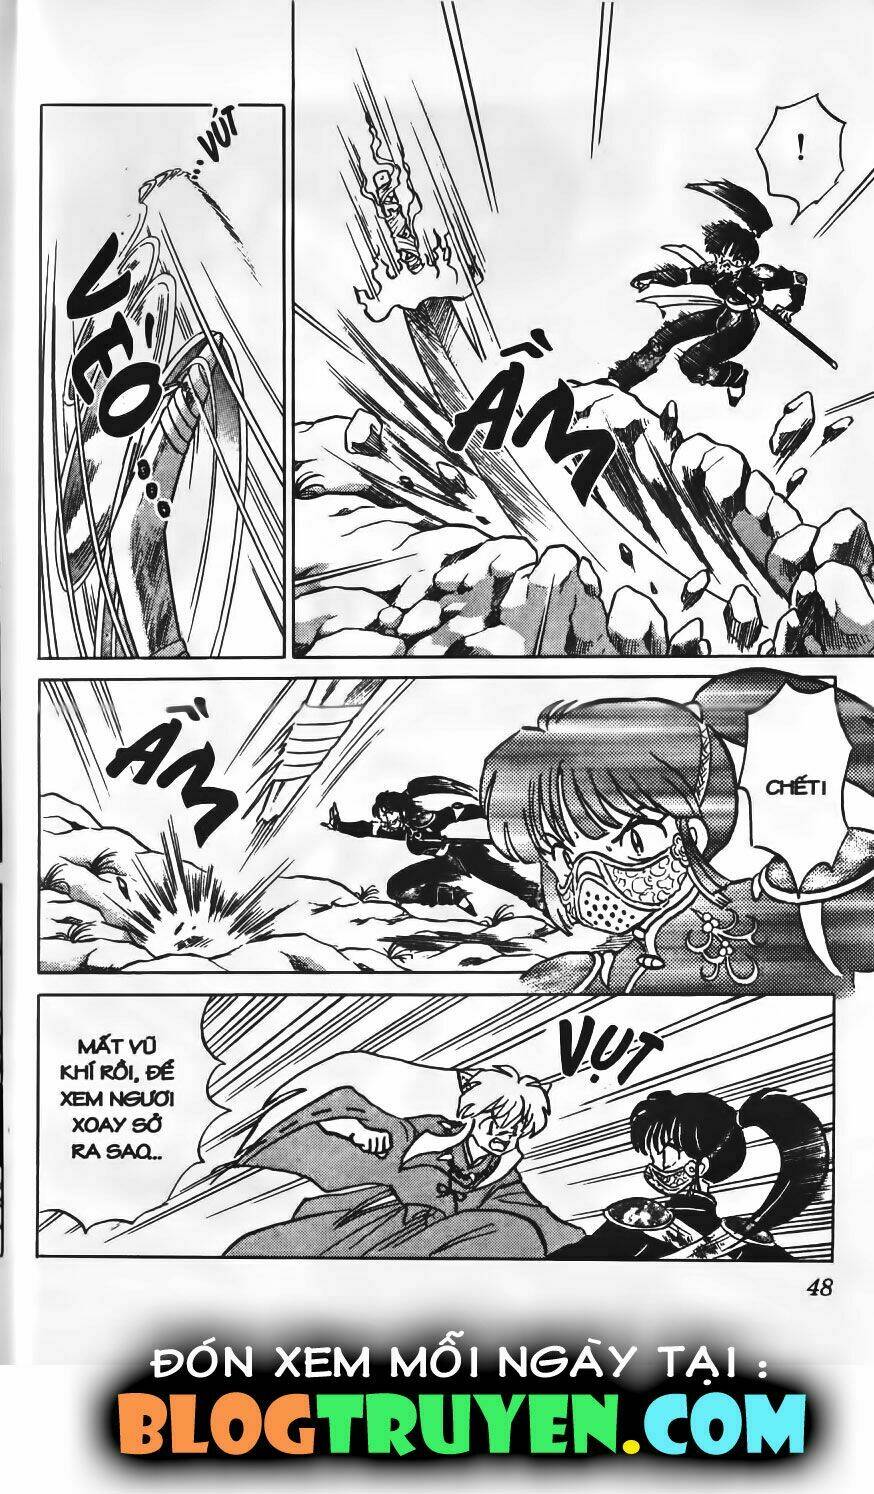 VÚT
VÈO
!
ẦM
ẦM
CHẾT!
MẤT VŨ
KHÍ RỒI, ĐỂ
XEM NGƯƠI
XOAY SỞ
RA SAO...
VỤT
48
ĐÓN XEM MỖI NGÀY TẠI :
BLOGTRUYEN.COM